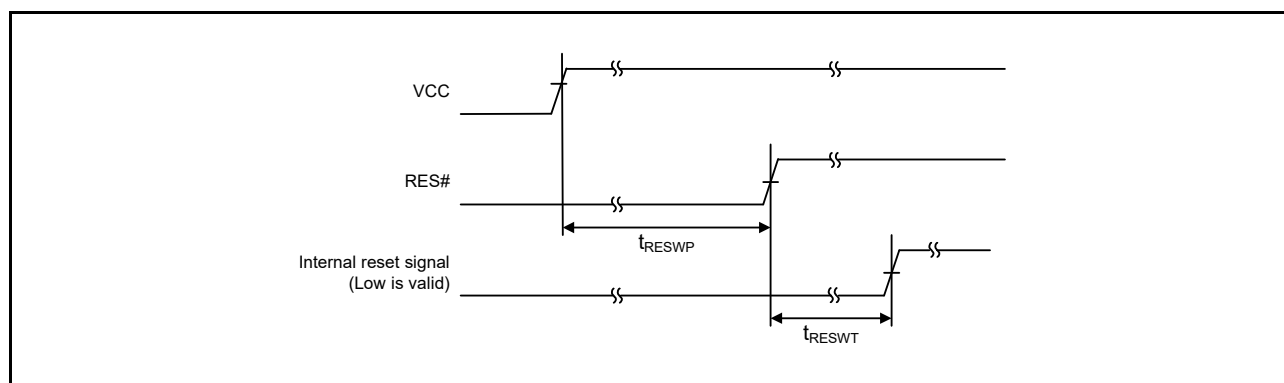 VCC
RES#
tRESWP
Internal reset signal
(Low is valid)
tRESWT